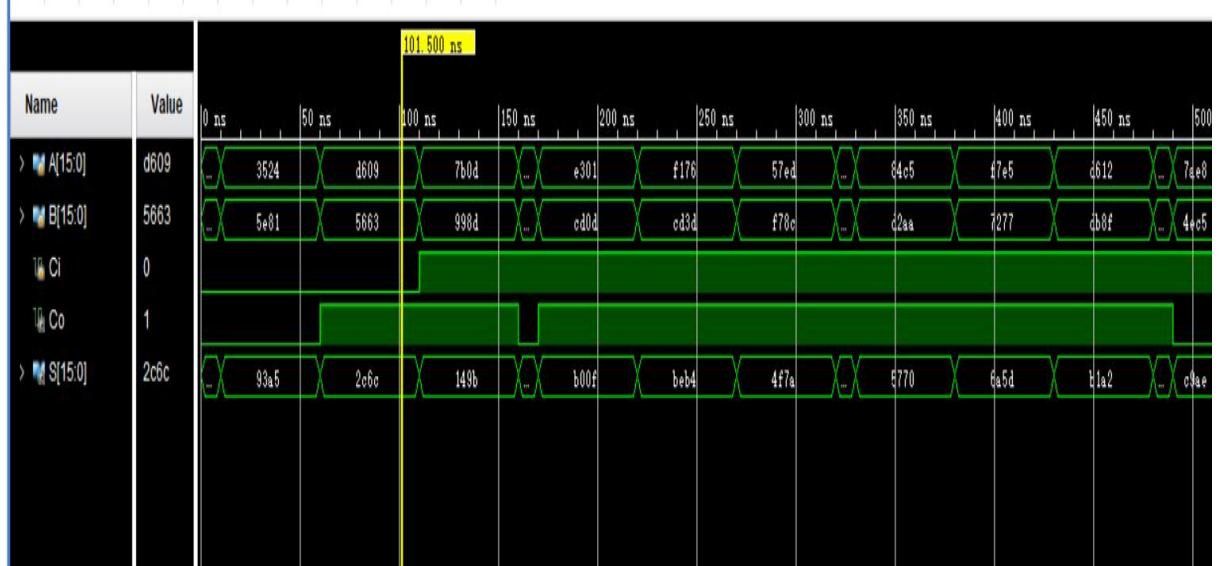 101.500 ns
Name Value 0 ns 50 ns 100 ns 150 ns 200 ns 250 ns 300 ns 350 ns 400 ns 450 ns 500
> A[15:0] d609 ... 3524 d609 7b0d ... e301 f176 57ed ... 84c5 f7e5 d612 ... 7ae8
> B[15:0] 5663 ... 5e81 5663 998d ... cd0d cd3d f78c ... d2aa 7277 db8f ... 4ec5
Ci 0
Co 1
> S[15:0] 2c6c ... 93a5 2c6c 149b ... b00f beb4 4f7a ... 5770 6a5d b1a2 ... c9ae